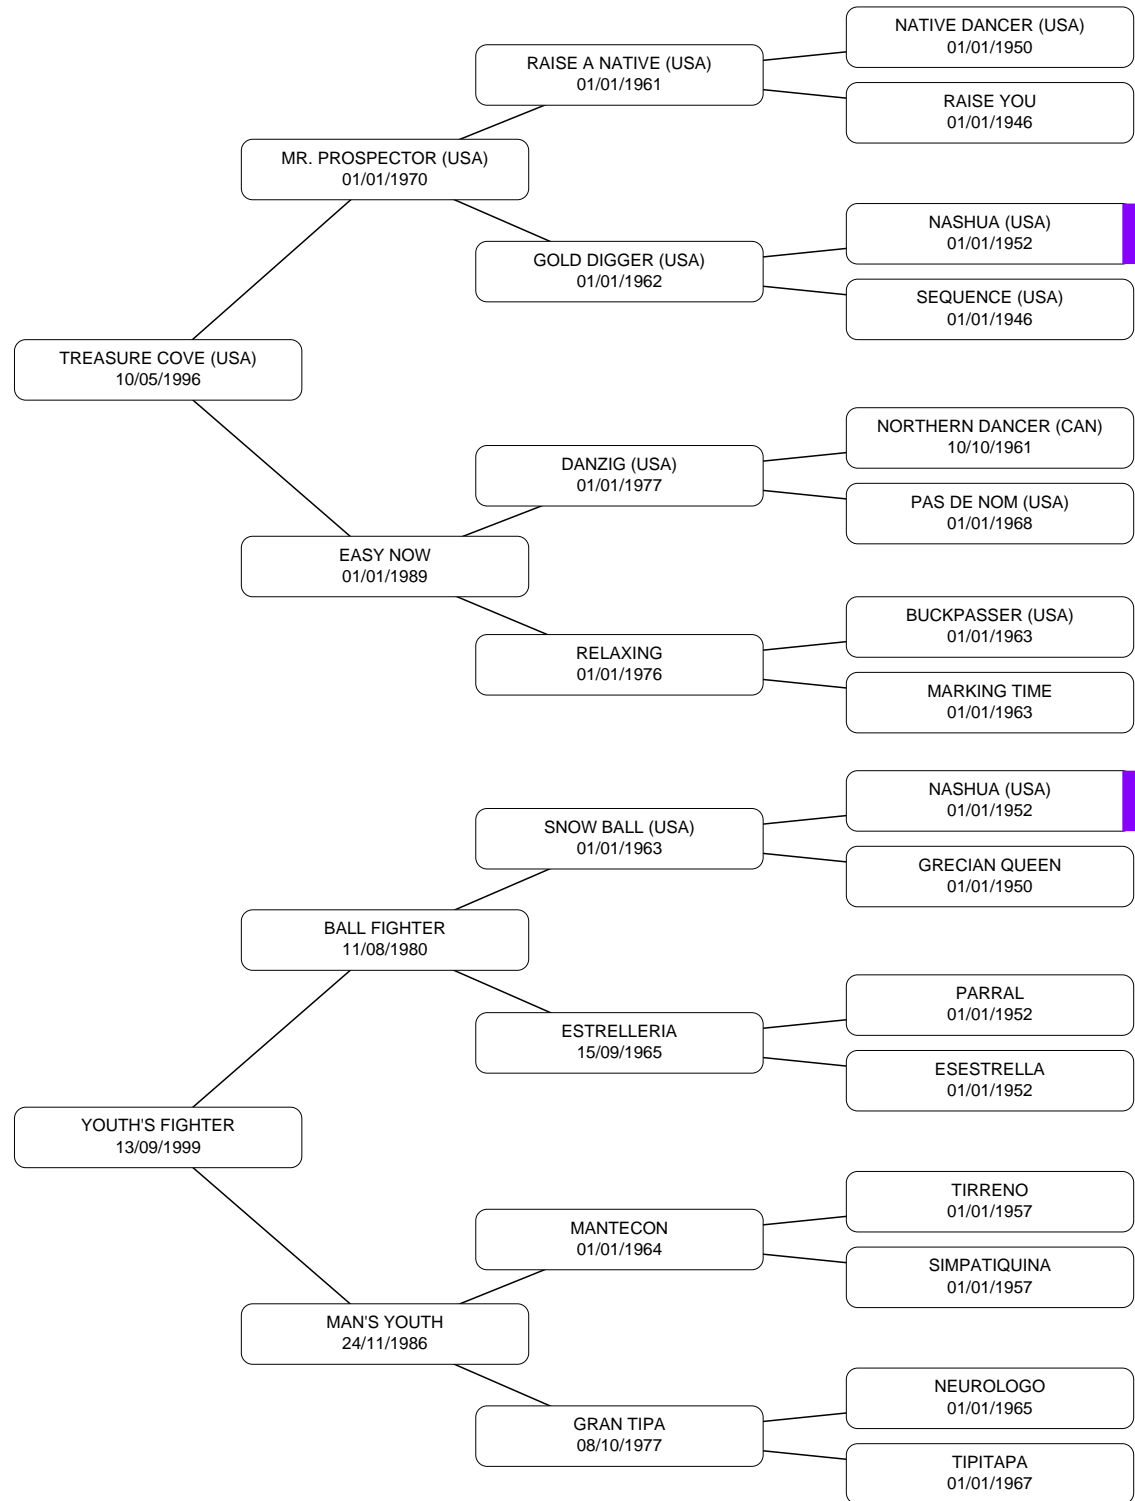 NATIVE DANCER (USA)
01/01/1950
RAISE A NATIVE (USA)
01/01/1961
RAISE YOU
01/01/1946
MR. PROSPECTOR (USA)
01/01/1970
NASHUA (USA)
01/01/1952
GOLD DIGGER (USA)
01/01/1962
SEQUENCE (USA)
01/01/1946
TREASURE COVE (USA)
10/05/1996
NORTHERN DANCER (CAN)
10/10/1961
DANZIG (USA)
01/01/1977
PAS DE NOM (USA)
01/01/1968
EASY NOW
01/01/1989
BUCKPASSER (USA)
01/01/1963
RELAXING
01/01/1976
MARKING TIME
01/01/1963
NASHUA (USA)
01/01/1952
SNOW BALL (USA)
01/01/1963
GRECIAN QUEEN
01/01/1950
BALL FIGHTER
11/08/1980
PARRAL
01/01/1952
ESTRELLERIA
15/09/1965
ESESTRELLA
01/01/1952
YOUTH'S FIGHTER
13/09/1999
TIRRENO
01/01/1957
MANTECON
01/01/1964
SIMPATIQUINA
01/01/1957
MAN'S YOUTH
24/11/1986
NEUROLOGO
01/01/1965
GRAN TIPA
08/10/1977
TIPITAPA
01/01/1967